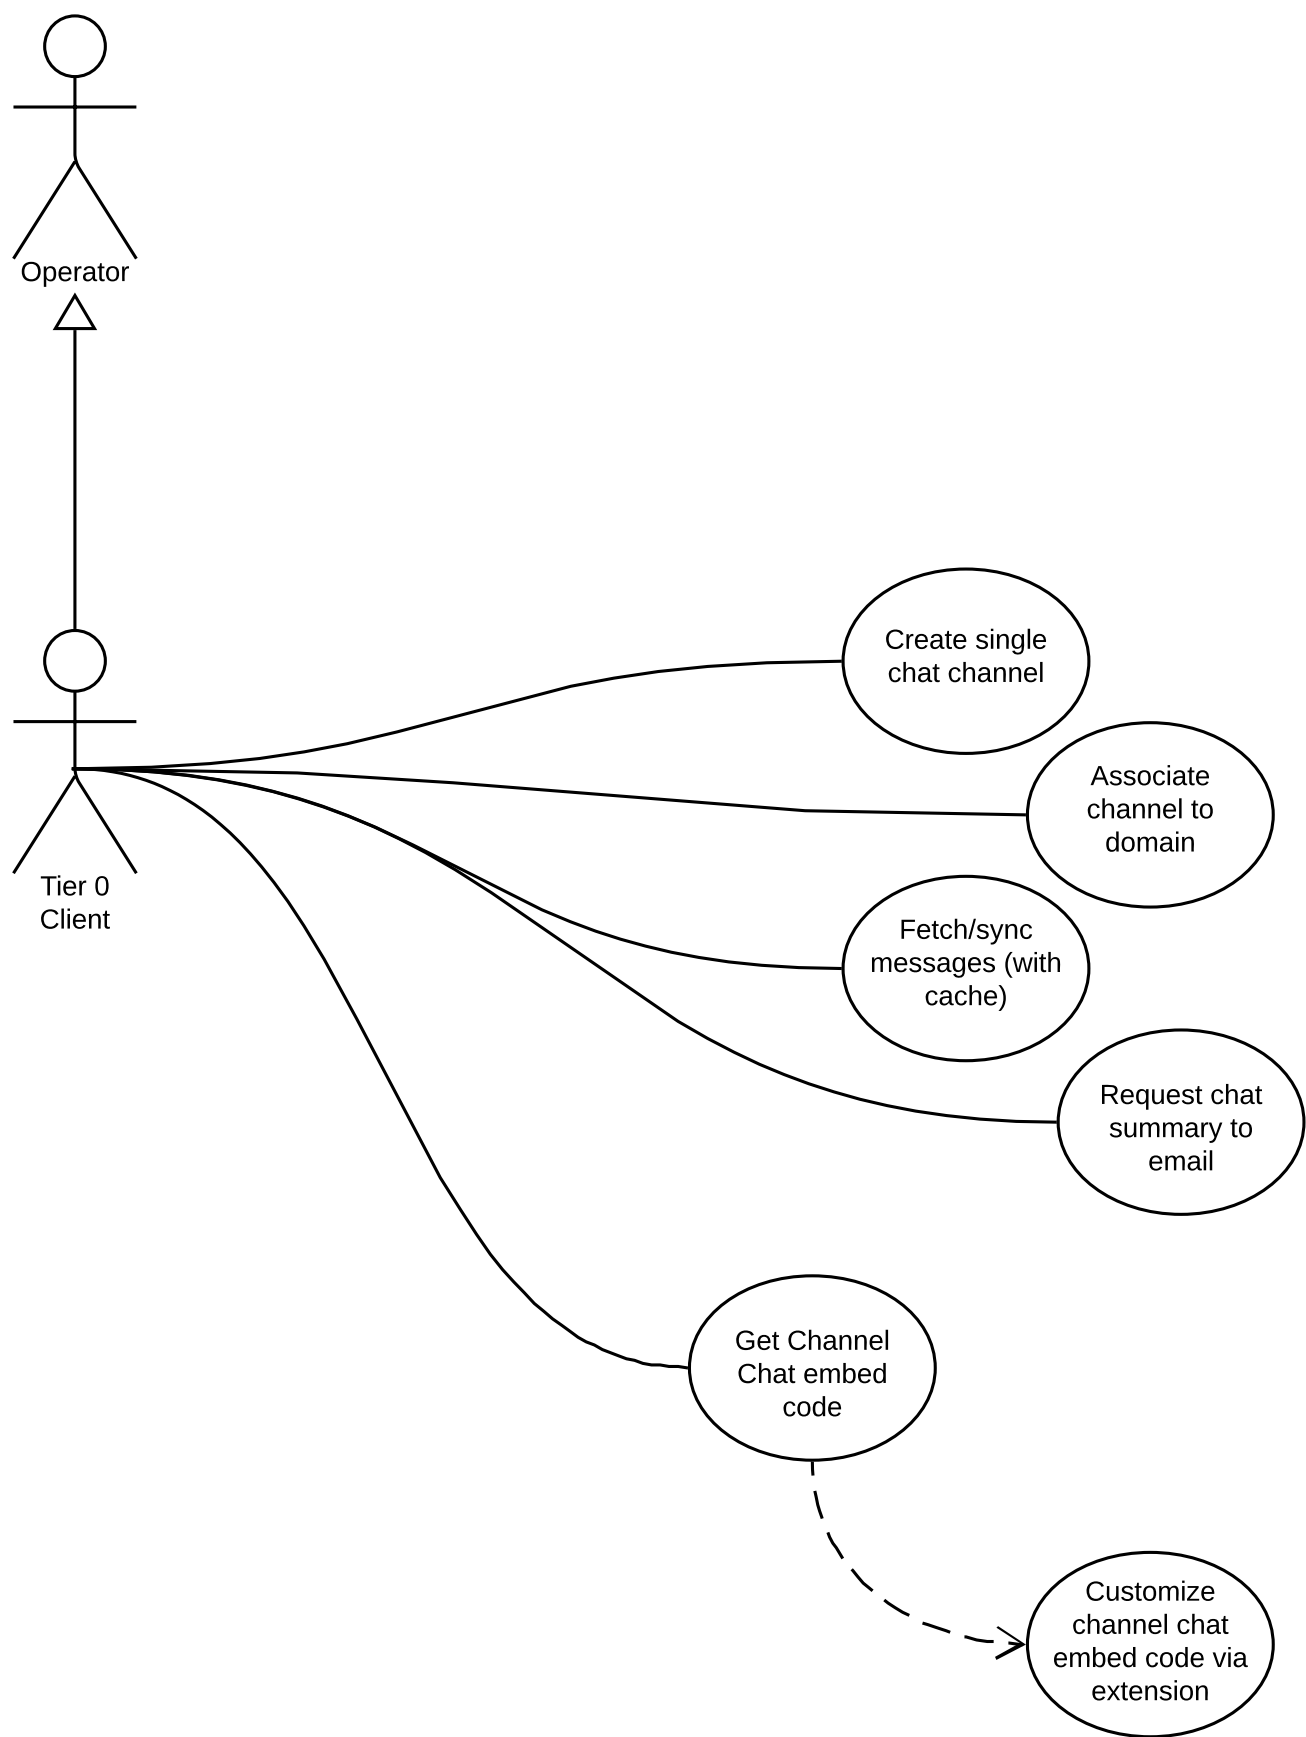 Operator
Create single
chat channel
Associate
channel to
domain
Tier 0
Client
Fetch/sync
messages (with
cache)
Request chat
summary to
email
Get Channel
Chat embed
code
Customize
channel chat
embed code via
extension